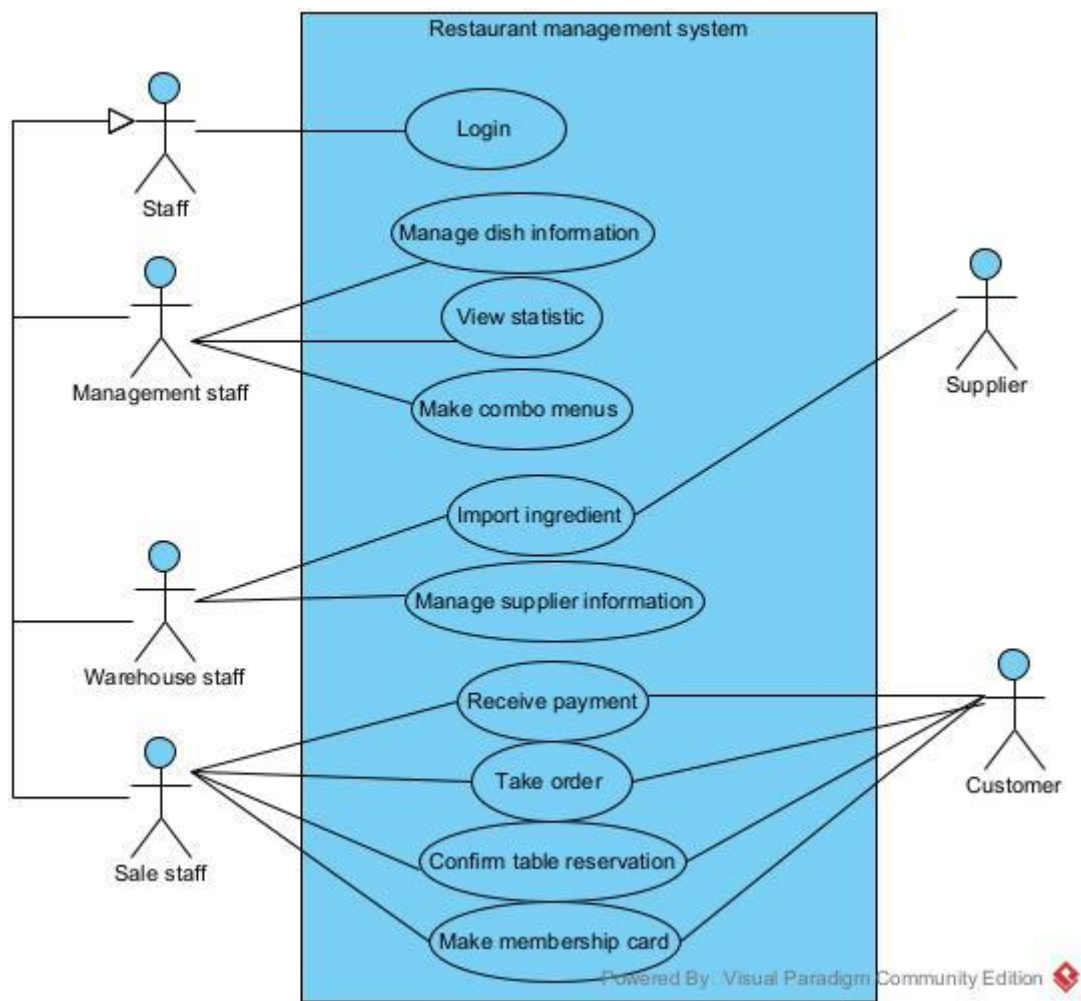 Restaurant management system
Login
Staff
Manage dish information
View statistic
Management staff
Supplier
Make combo menus
Import ingredient
Manage supplier information
Warehouse staff
Receive payment
Take order
Customer
Confirm table reservation
Sale staff
Make membership card
Powered By Visual Paradigm Community Edition